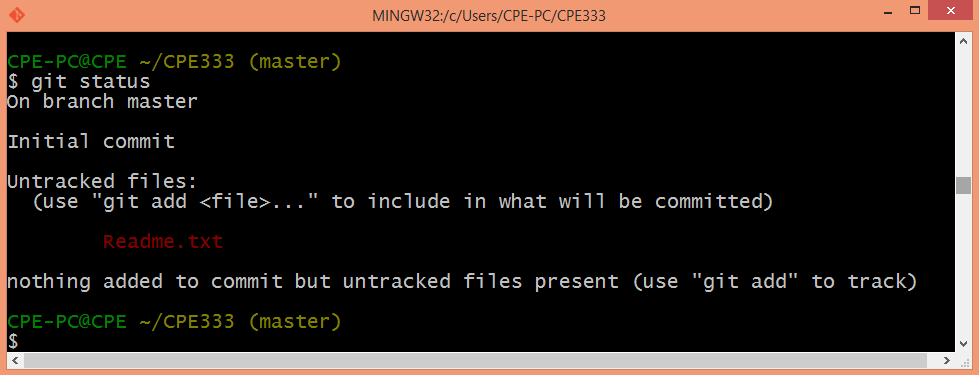 MINGW32:/c/Users/CPE-PC/CPE333
CPE-PC@CPE ~/CPE333 (master)
$ git status
On branch master
Initial commit
Untracked files:
(use "git add <file>..." to include in what will be committed)
Readme.txt
nothing added to commit but untracked files present (use "git add" to track)
CPE-PC@CPE ~/CPE333 (master)
$